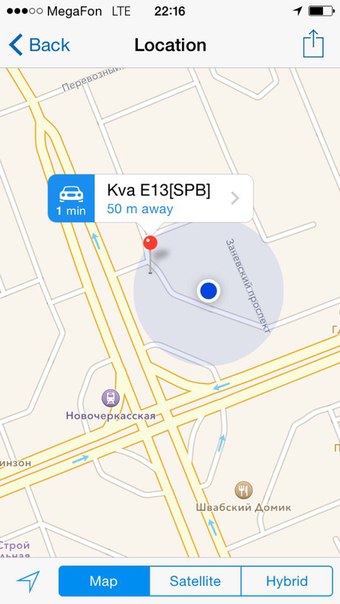 MegaFon LTE 22:16
Back Location
Перевозный
Kva E13[SPB]
1 min
50 m away
Заневский проспект
Новочеркасская
инзон
Швабский Домик
Строй
льная
Map Satellite Hybrid